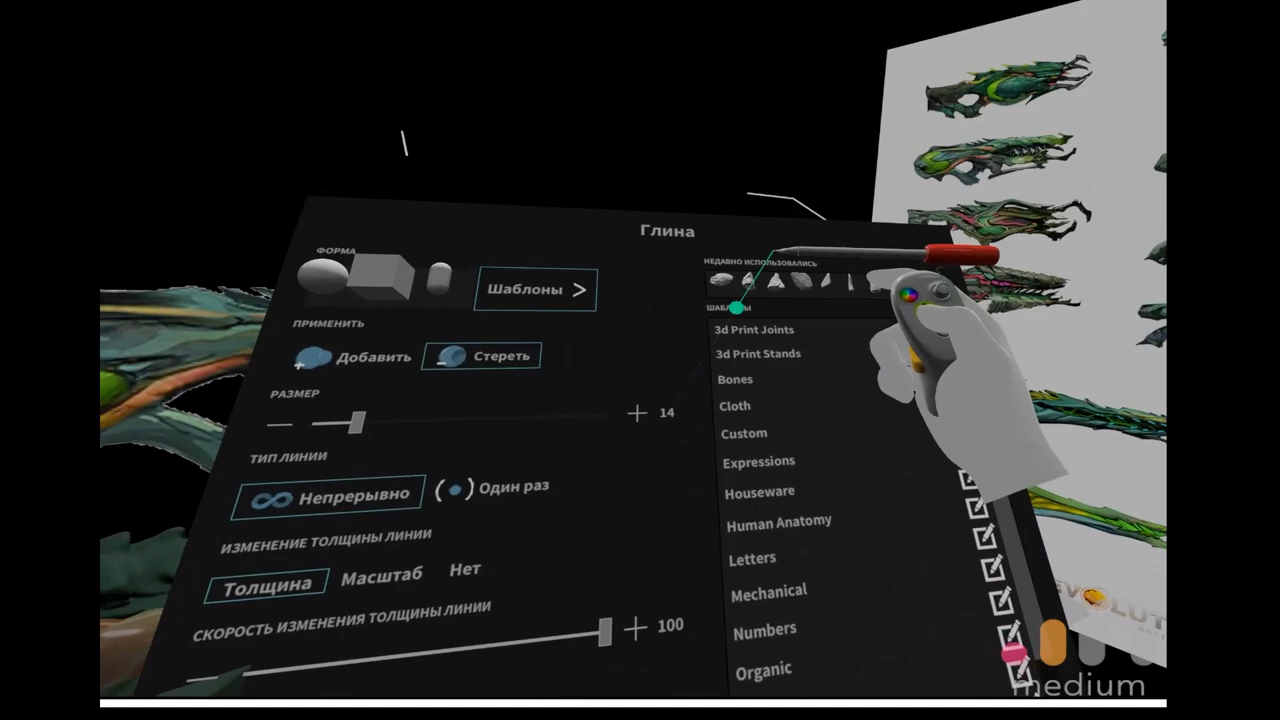 Глина
ФОРМА
Шаблоны >
ПРИМЕНИТЬ
Добавить
Стереть
РАЗМЕР
14
ТИП ЛИНИИ
Непрерывно
Один раз
ИЗМЕНЕНИЕ ТОЛЩИНЫ ЛИНИИ
Толщина
Масштаб
Нет
СКОРОСТЬ ИЗМЕНЕНИЯ ТОЛЩИНЫ ЛИНИИ
100
НЕДАВНО ИСПОЛЬЗОВАЛИСЬ
3d Print Joints
3d Print Stands
Bones
Cloth
Custom
Expressions
Houseware
Human Anatomy
Letters
Mechanical
Numbers
Organic
medium